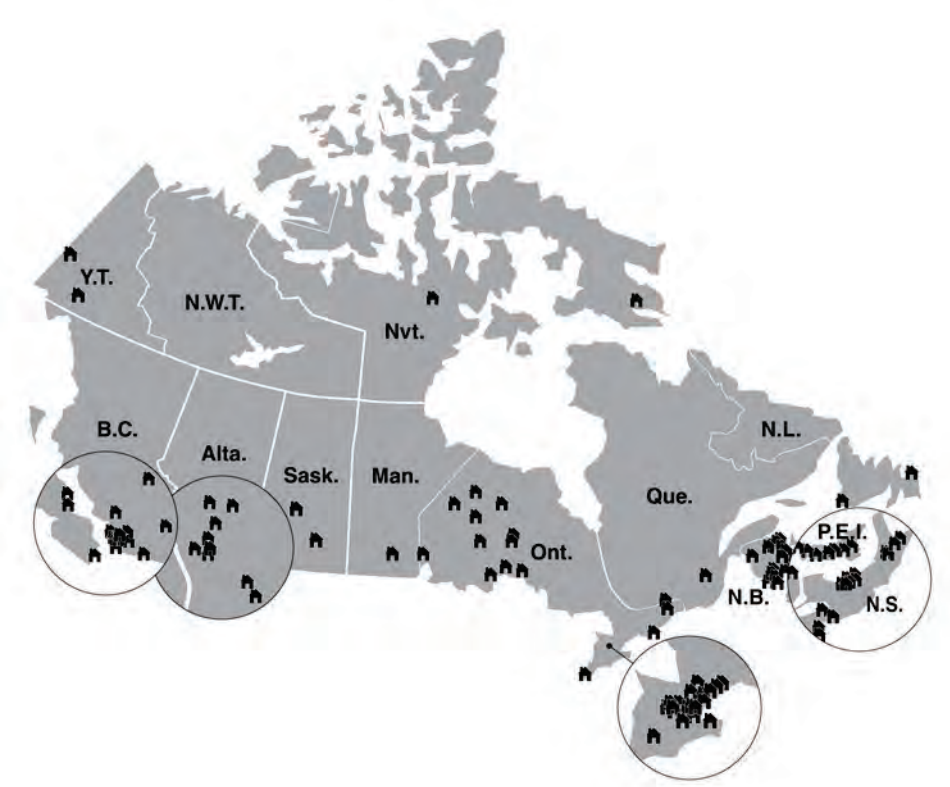 Y.T.
N.W.T.
Nvt.
B.C.
Alta.
Sask.
Man.
Ont.
Que.
N.L.
P.E.I.
N.B.
N.S.